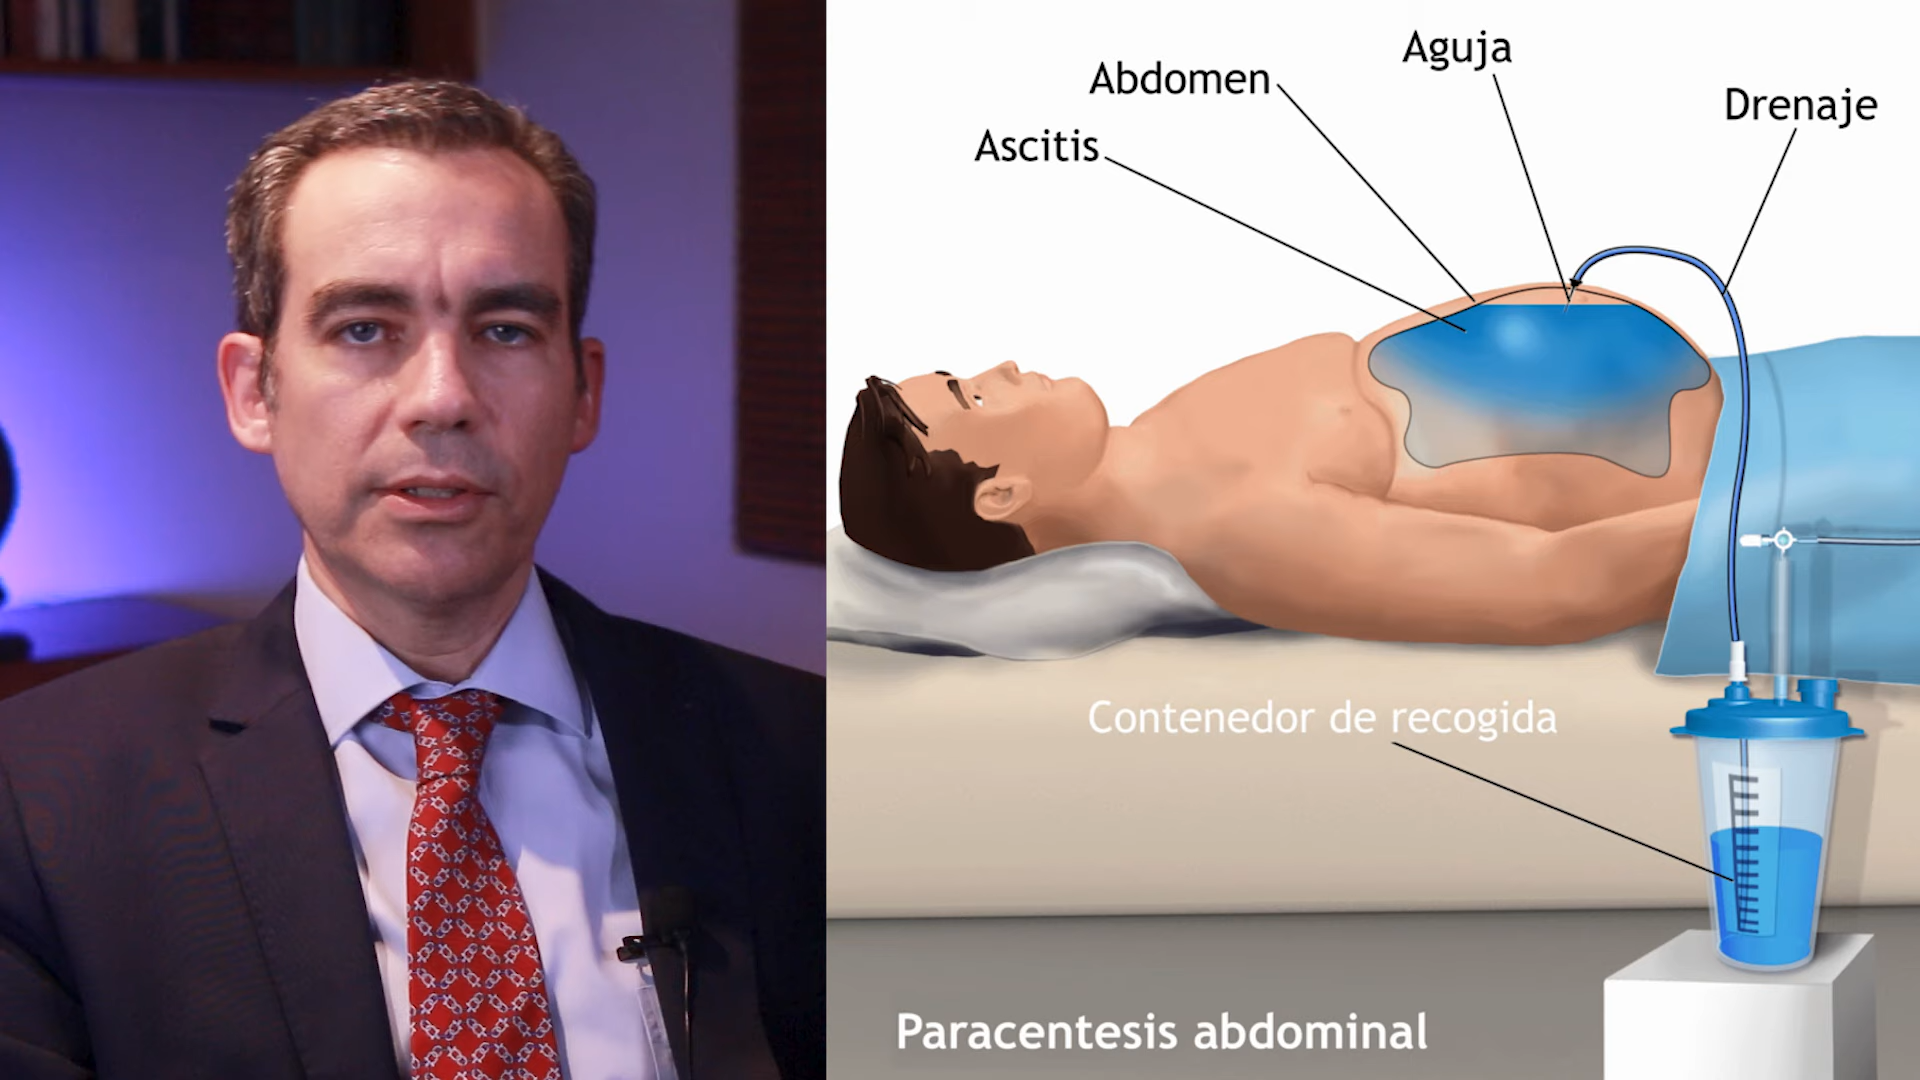 Aguja
Abdomen
Drenaje
Ascitis
Contenedor de recogida
Paracentesis abdominal